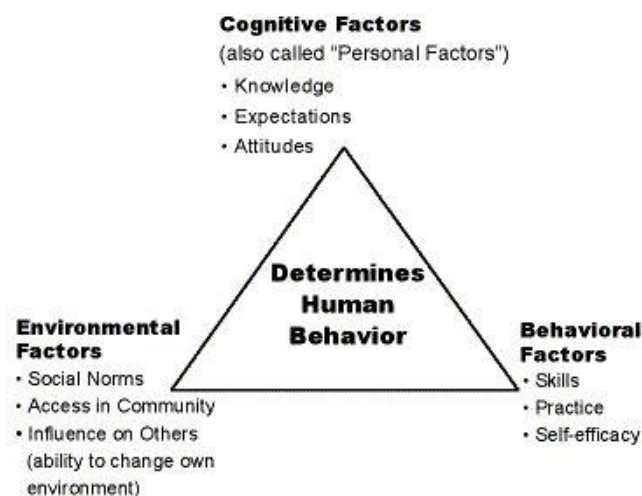 Cognitive Factors
(also called "Personal Factors")
• Knowledge
• Expectations
• Attitudes
Determines
Human
Behavior
Environmental
Factors
• Social Norms
• Access in Community
• Influence on Others
(ability to change own
environment)
Behavioral
Factors
• Skills
• Practice
• Self-efficacy